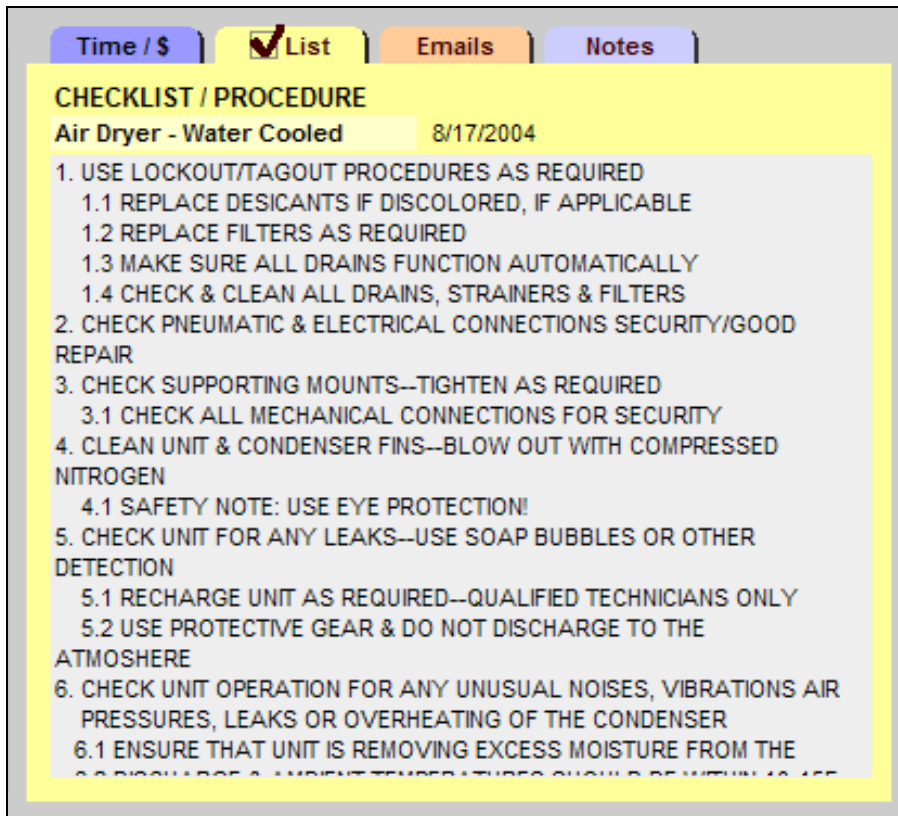 Time / $ List Emails Notes
CHECKLIST / PROCEDURE
Air Dryer - Water Cooled 8/17/2004
1. USE LOCKOUT/TAGOUT PROCEDURES AS REQUIRED
1.1 REPLACE DESICANTS IF DISCOLORED, IF APPLICABLE
1.2 REPLACE FILTERS AS REQUIRED
1.3 MAKE SURE ALL DRAINS FUNCTION AUTOMATICALLY
1.4 CHECK & CLEAN ALL DRAINS, STRAINERS & FILTERS
2. CHECK PNEUMATIC & ELECTRICAL CONNECTIONS SECURITY/GOOD
REPAIR
3. CHECK SUPPORTING MOUNTS--TIGHTEN AS REQUIRED
3.1 CHECK ALL MECHANICAL CONNECTIONS FOR SECURITY
4. CLEAN UNIT & CONDENSER FINS--BLOW OUT WITH COMPRESSED
NITROGEN
4.1 SAFETY NOTE: USE EYE PROTECTION!
5. CHECK UNIT FOR ANY LEAKS--USE SOAP BUBBLES OR OTHER
DETECTION
5.1 RECHARGE UNIT AS REQUIRED--QUALIFIED TECHNICIANS ONLY
5.2 USE PROTECTIVE GEAR & DO NOT DISCHARGE TO THE
ATMOSHERE
6. CHECK UNIT OPERATION FOR ANY UNUSUAL NOISES, VIBRATIONS AIR
PRESSURES, LEAKS OR OVERHEATING OF THE CONDENSER
6.1 ENSURE THAT UNIT IS REMOVING EXCESS MOISTURE FROM THE
DISCHARGE & AMBIENT TEMPERATURES SHOULD BE WITHIN